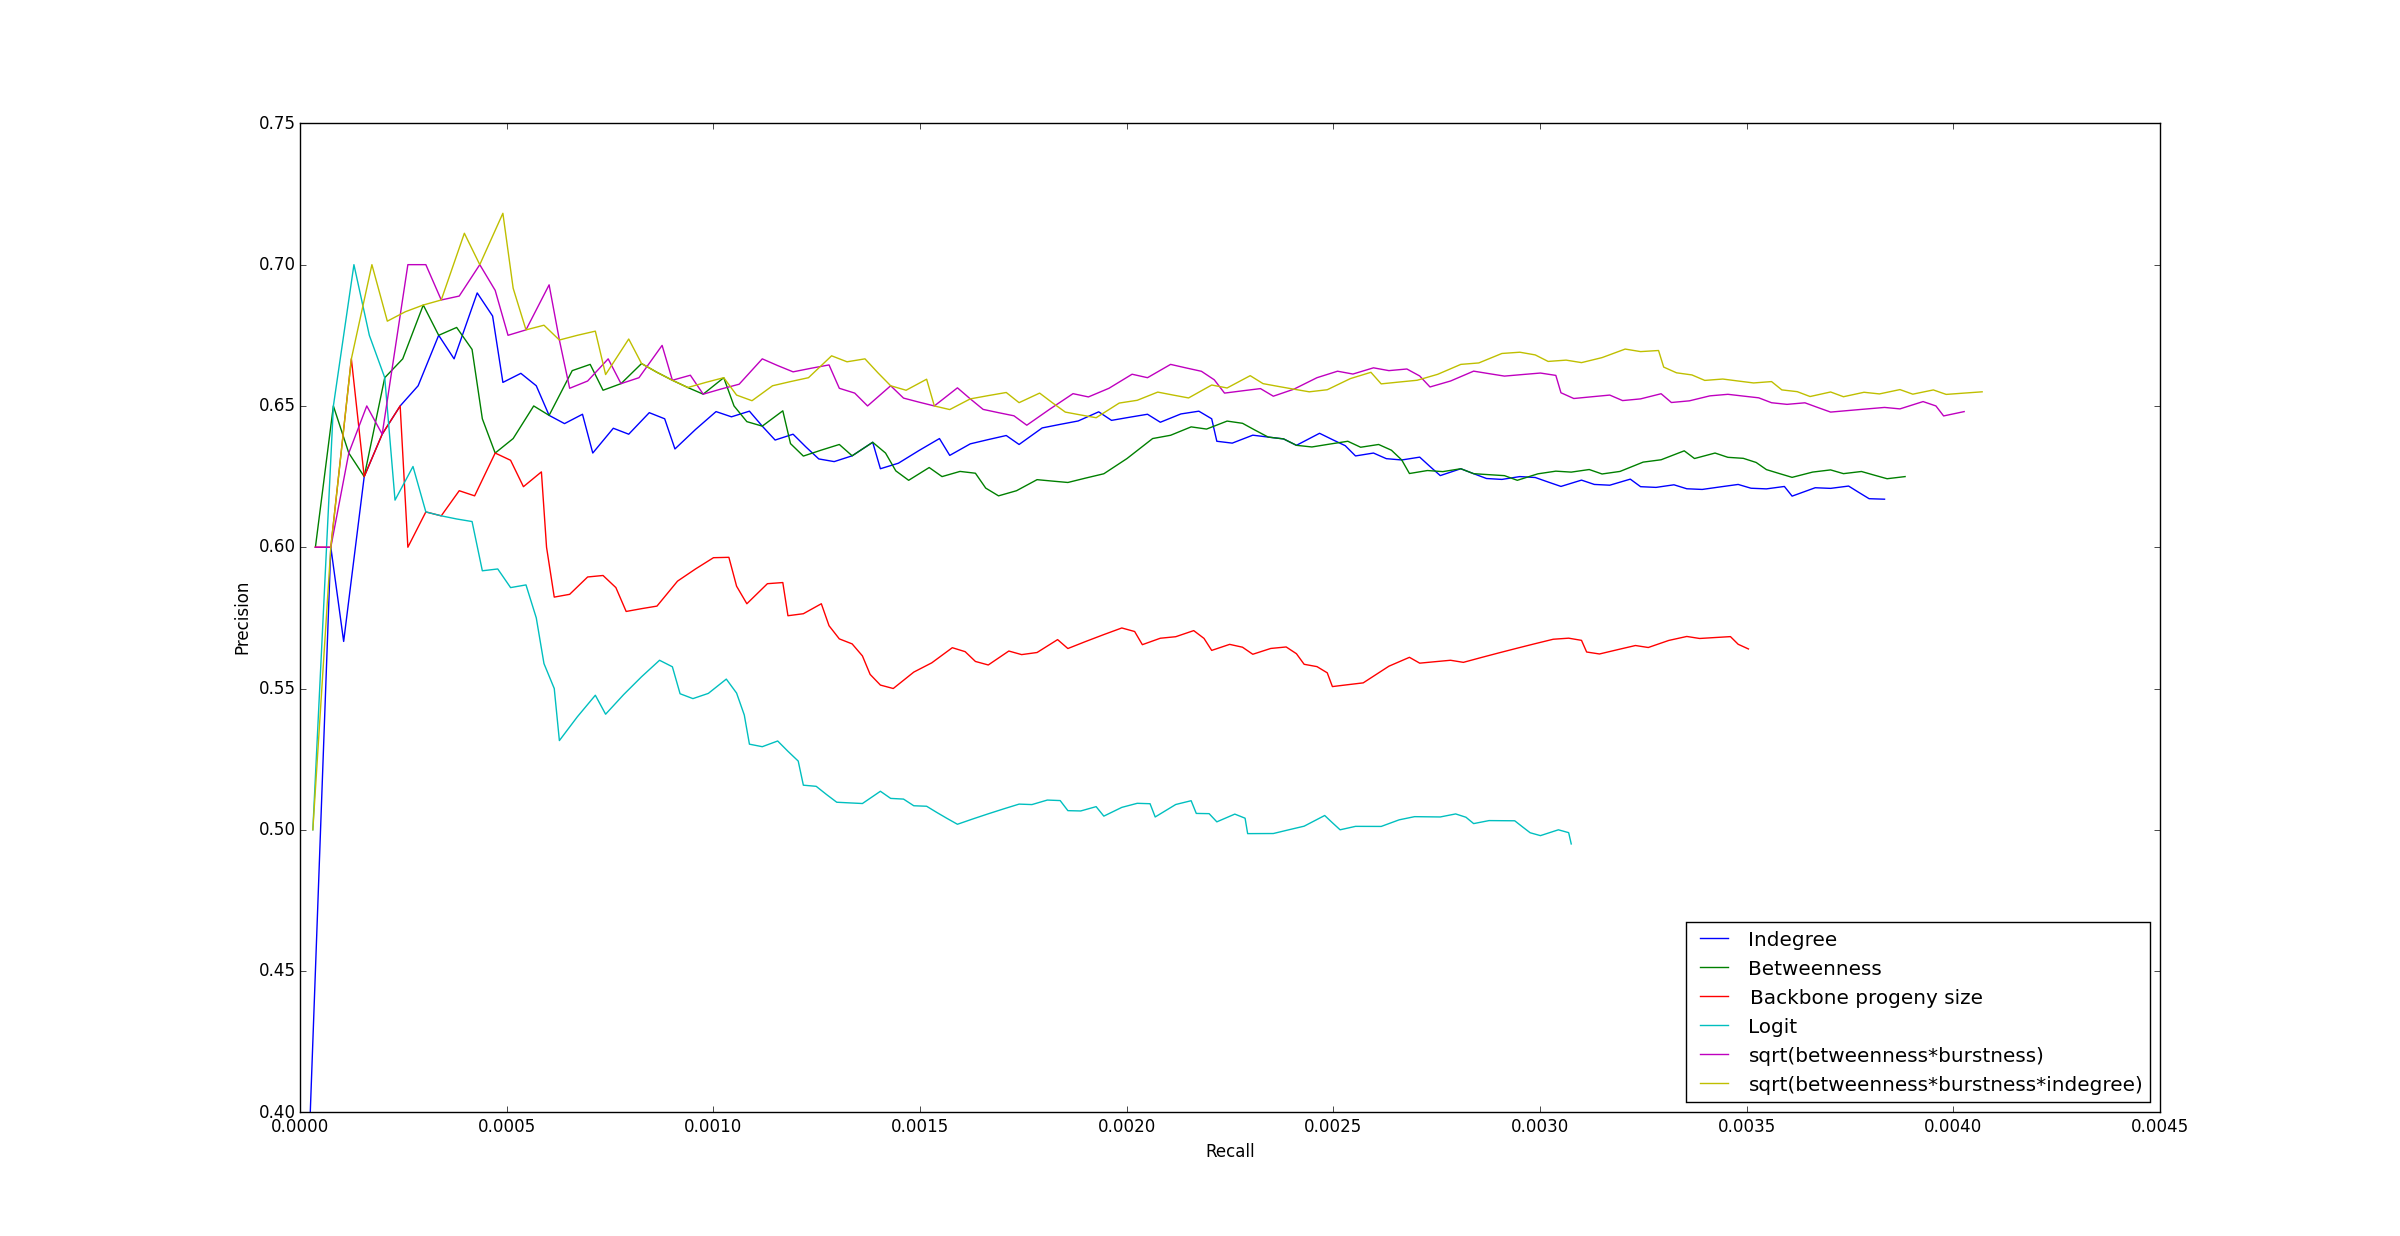 0.75
0.70
0.65
0.60
0.55
0.50
0.45
0.40
Precision
0.0000 0.0005 0.0010 0.0015 0.0020 0.0025 0.0030 0.0035 0.0040 0.0045
Recall
Indegree
Betweenness
Backbone progeny size
Logit
sqrt(betweenness*burstness)
sqrt(betweenness*burstness*indegree)